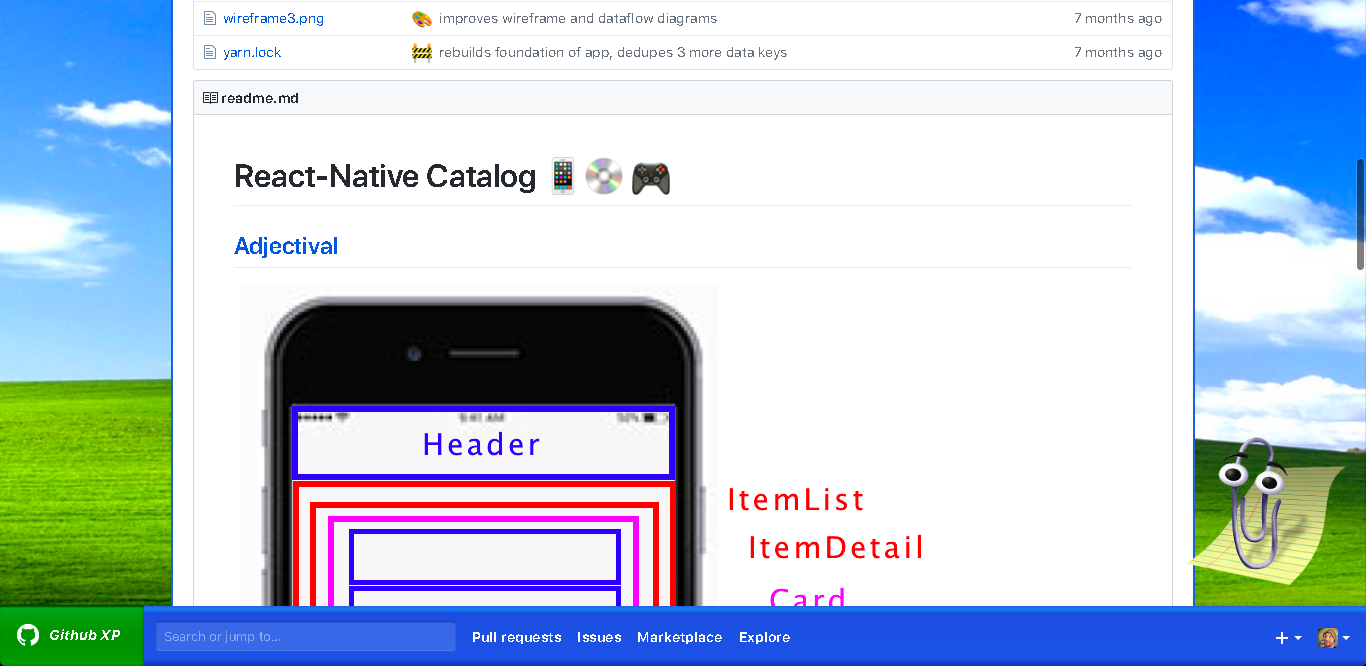 wireframe3.png improves wireframe and dataflow diagrams 7 months ago
yarn.lock rebuilds foundation of app, dedupes 3 more data keys 7 months ago
readme.md
React-Native Catalog
Adjectival
9:41 AM
Header
ItemList
ItemDetail
Card
Github XP Search or jump to... Pull requests Issues Marketplace Explore